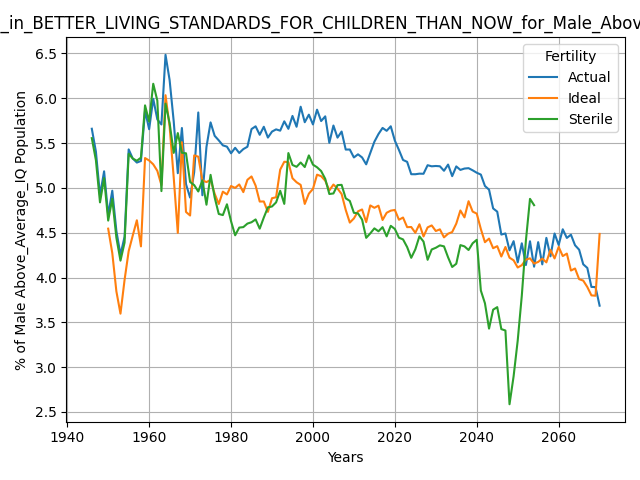 _in_BETTER_LIVING_STANDARDS_FOR_CHILDREN_THAN_NOW_for_Male_Abov
6.5
6.0
5.5
5.0
4.5
4.0
3.5
3.0
2.5
% of Male Above_Average_IQ Population
Fertility
Actual
Ideal
Sterile
1940 1960 1980 2000 2020 2040 2060
Years